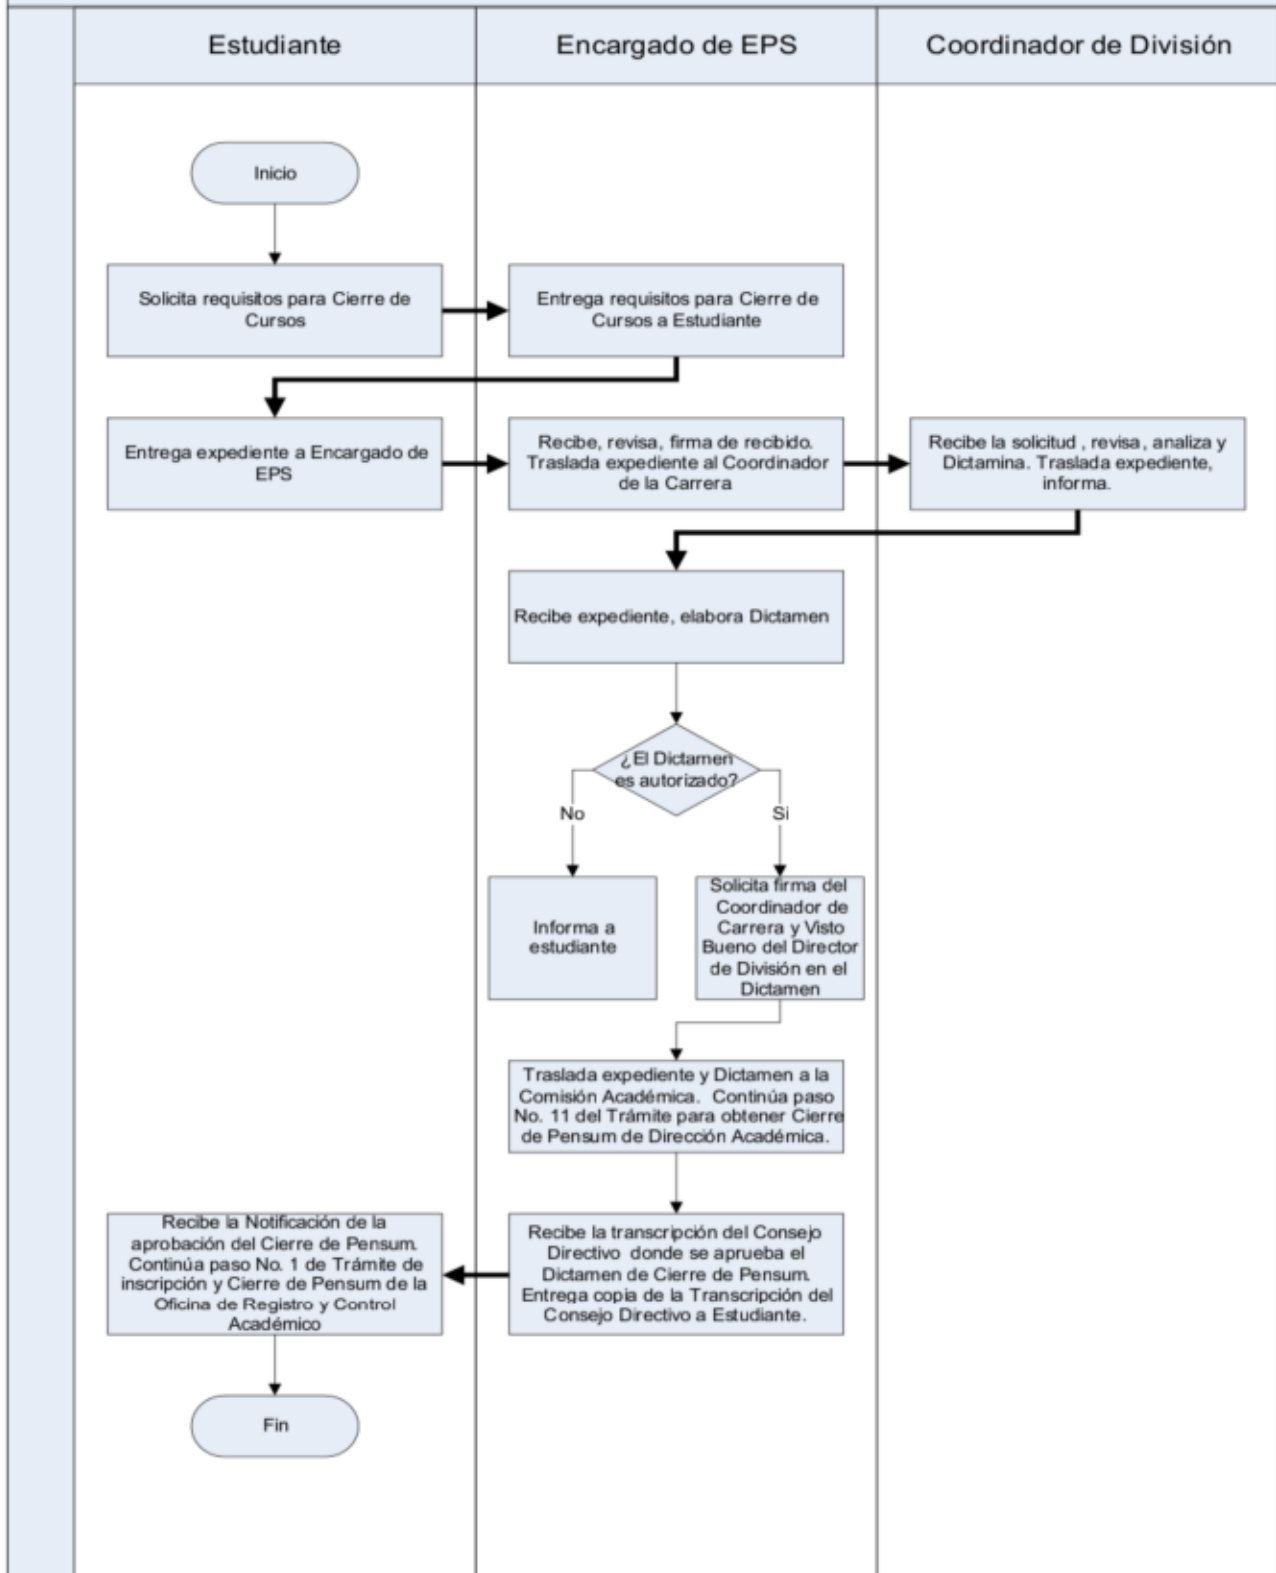 Estudiante
Encargado de EPS
Coordinador de División
Inicio
Solicita requisitos para Cierre de
Cursos
Entrega requisitos para Cierre de
Cursos a Estudiante
Entrega expediente a Encargado de
EPS
Recibe, revisa, firma de recibido.
Traslada expediente al Coordinador
de la Carrera
Recibe la solicitud , revisa, analiza y
Dictamina. Traslada expediente,
informa.
Recibe expediente, elabora Dictamen
¿El Dictamen
es autorizado?
No
Si
Informa a
estudiante
Solicita firma del
Coordinador de
Carrera y Visto
Bueno del Director
de División en el
Dictamen
Traslada expediente y Dictamen a la
Comisión Académica.  Continúa paso
No. 11 del Trámite para obtener Cierre
de Pensum de Dirección Académica.
Recibe la transcripción del Consejo
Directivo  donde se aprueba el
Dictamen de Cierre de Pensum.
Entrega copia de la Transcripción del
Consejo Directivo a Estudiante.
Recibe la Notificación de la
aprobación del Cierre de Pensum.
Continúa paso No. 1 de Trámite de
inscripción y Cierre de Pensum de la
Oficina de Registro y Control
Académico
Fin